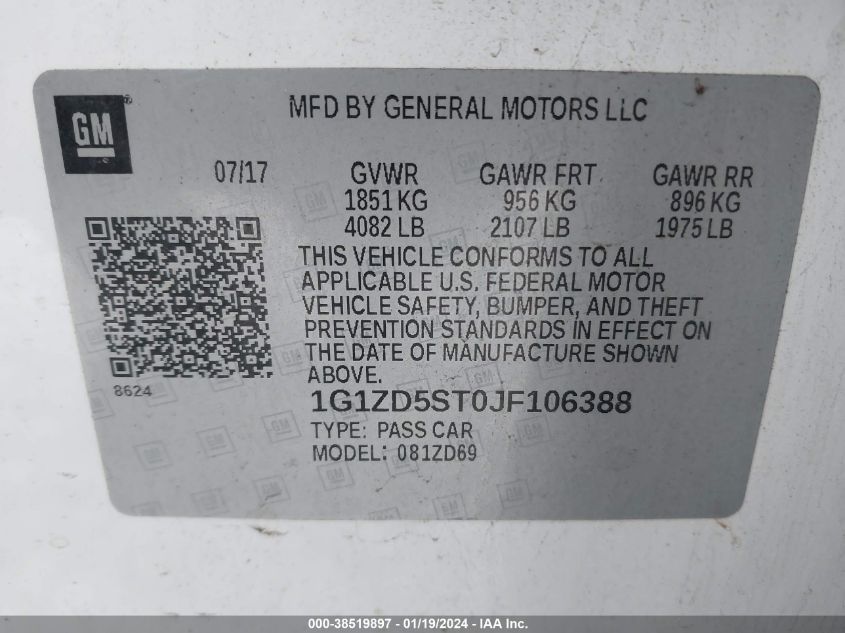 GM ®
MFD BY GENERAL MOTORS LLC
07/17 GVWR GAWR FRT GAWR RR
1851 KG 956 KG 896 KG
4082 LB 2107 LB 1975 LB
THIS VEHICLE CONFORMS TO ALL
APPLICABLE U.S. FEDERAL MOTOR
VEHICLE SAFETY, BUMPER, AND THEFT
PREVENTION STANDARDS IN EFFECT ON
THE DATE OF MANUFACTURE SHOWN
ABOVE.
8624
1G1ZD5ST0JF106388
TYPE: PASS CAR
MODEL: 081ZD69
000-38519897 - 01/19/2024 - IAA Inc.